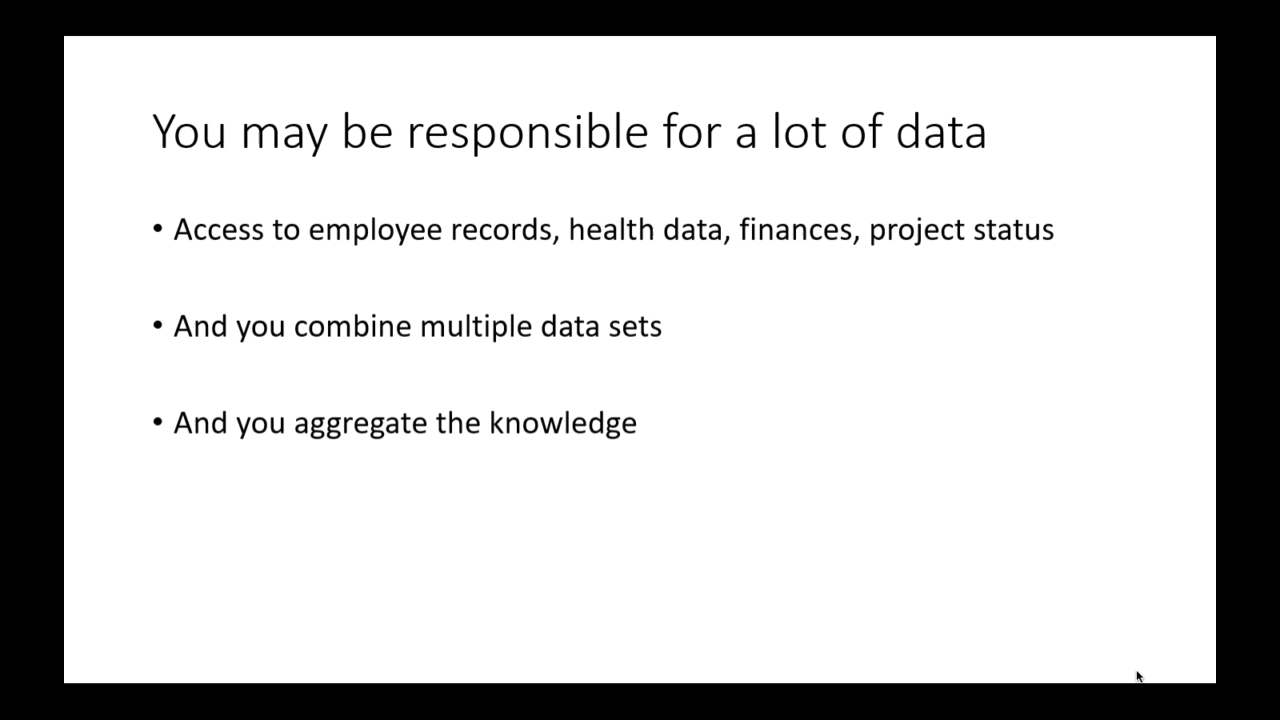 You may be responsible for a lot of data
• Access to employee records, health data, finances, project status
• And you combine multiple data sets
• And you aggregate the knowledge